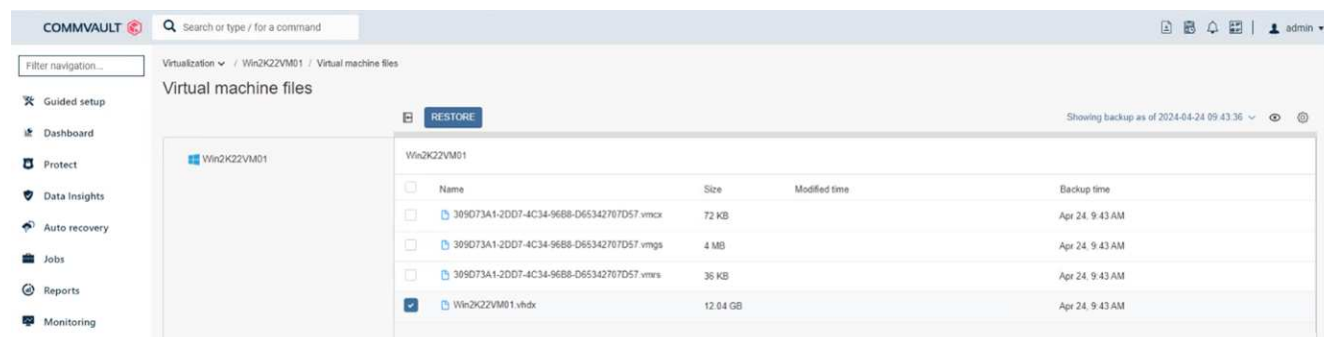 COMMVAULT
Search or type / for a command
admin
Filter navigation...
Virtualization / Win2K22VM01 / Virtual machine files
Virtual machine files
Guided setup
RESTORE
Showing backup as of 2024-04-24 09:43:36
Dashboard
Protect
Win2K22VM01
Win2K22VM01
Data Insights
Name Size Modified time Backup time
Auto recovery
309D73A1-2DD7-4C34-96B8-D65342707D57.vmcx 72 KB Apr 24, 9:43 AM
Jobs
309D73A1-2DD7-4C34-96B8-D65342707D57.vmgs 4 MB Apr 24, 9:43 AM
Reports
309D73A1-2DD7-4C34-96B8-D65342707D57.vmrs 36 KB Apr 24, 9:43 AM
Monitoring
Win2K22VM01.vhdx 12.04 GB Apr 24, 9:43 AM